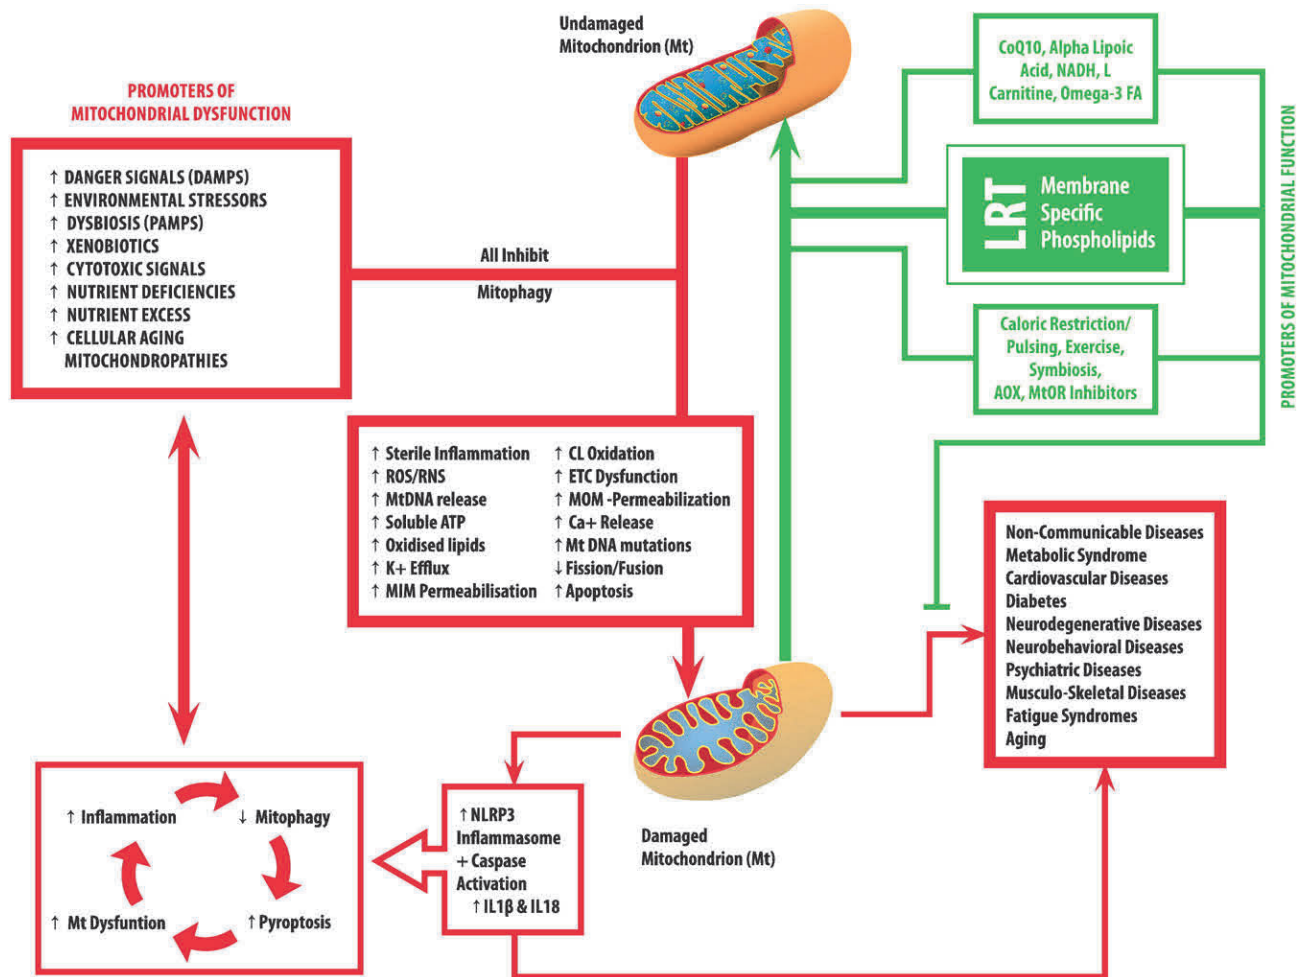 Undamaged
Mitochondrion (Mt)
CoQ10, Alpha Lipoic
Acid, NADH, L
Carnitine, Omega-3 FA
PROMOTERS OF
MITOCHONDRIAL DYSFUNCTION
↑ DANGER SIGNALS (DAMPS)
↑ ENVIRONMENTAL STRESSORS
↑ DYSBIOSIS (PAMPS)
↑ XENOBIOTICS
↑ CYTOTOXIC SIGNALS
↑ NUTRIENT DEFICIENCIES
↑ NUTRIENT EXCESS
↑ CELLULAR AGING
MITOCHONDROPATHIES
All Inhibit
Mitophagy
LRT
Membrane
Specific
Phospholipids
PROMOTERS OF MITOCHONDRIAL FUNCTION
Caloric Restriction/
Pulsing, Exercise,
Symbiosis,
AOX, MtOR Inhibitors
↑ Sterile Inflammation
↑ ROS/RNS
↑ MtDNA release
↑ Soluble ATP
↑ Oxidised lipids
↑ K+ Efflux
↑ MIM Permeabilisation
↑ CL Oxidation
↑ ETC Dysfunction
↑ MOM -Permeabilization
↑ Ca+ Release
↑ Mt DNA mutations
↓ Fission/Fusion
↑ Apoptosis
Non-Communicable Diseases
Metabolic Syndrome
Cardiovascular Diseases
Diabetes
Neurodegenerative Diseases
Neurobehavioral Diseases
Psychiatric Diseases
Musculo-Skeletal Diseases
Fatigue Syndromes
Aging
↑ Inflammation
↓ Mitophagy
↑ Mt Dysfuntion
↑ Pyroptosis
↑ NLRP3
Inflammasome
+ Caspase
Activation
↑ IL1β & IL18
Damaged
Mitochondrion (Mt)